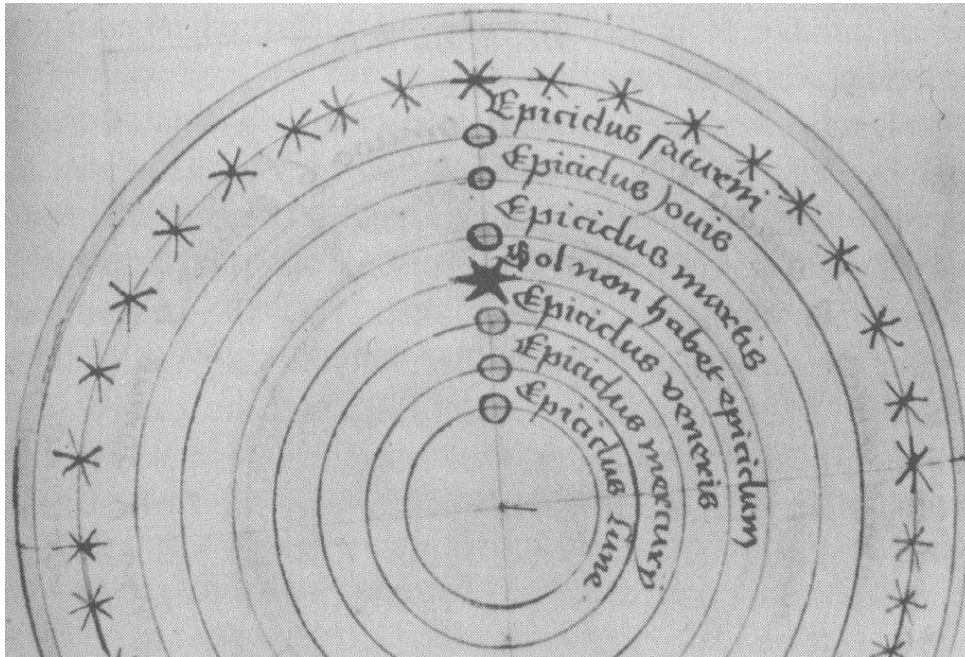 Epiciclus saturni
Epiciclus Jouis
Epiciclus martis
Sol non habet epiciclum
Epiciclus veneris
Epiciclus mercurij
Epiciclus lune